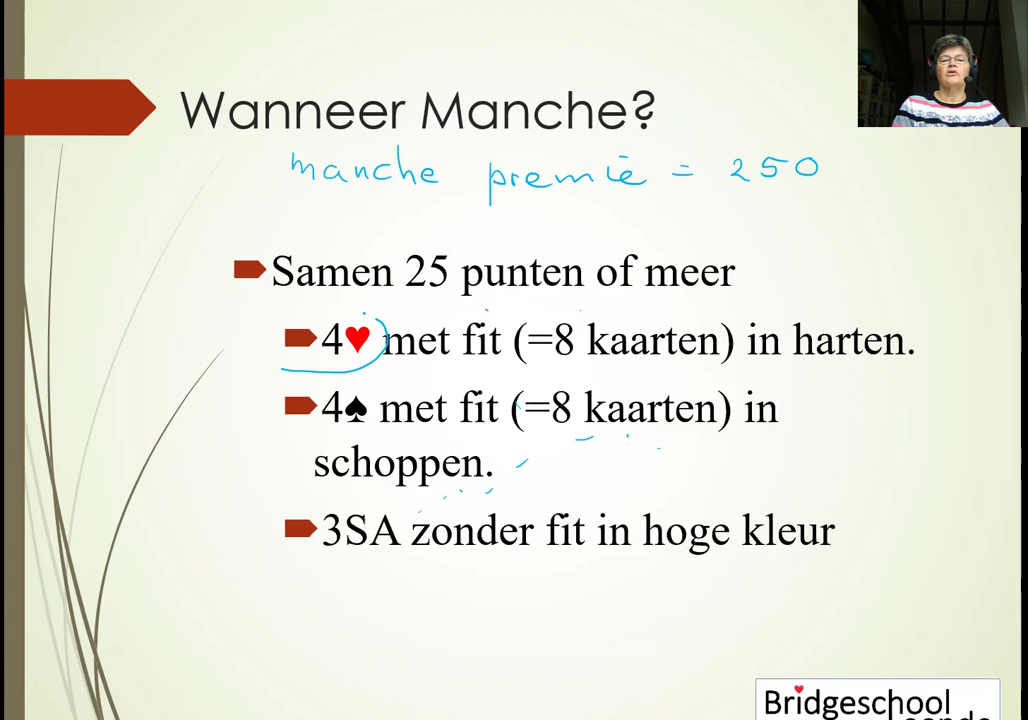 Wanneer Manche?
manche premie = 250
Samen 25 punten of meer
4♥ met fit (=8 kaarten) in harten.
4♠ met fit (=8 kaarten) in
schoppen.
3SA zonder fit in hoge kleur
Bridgeschool